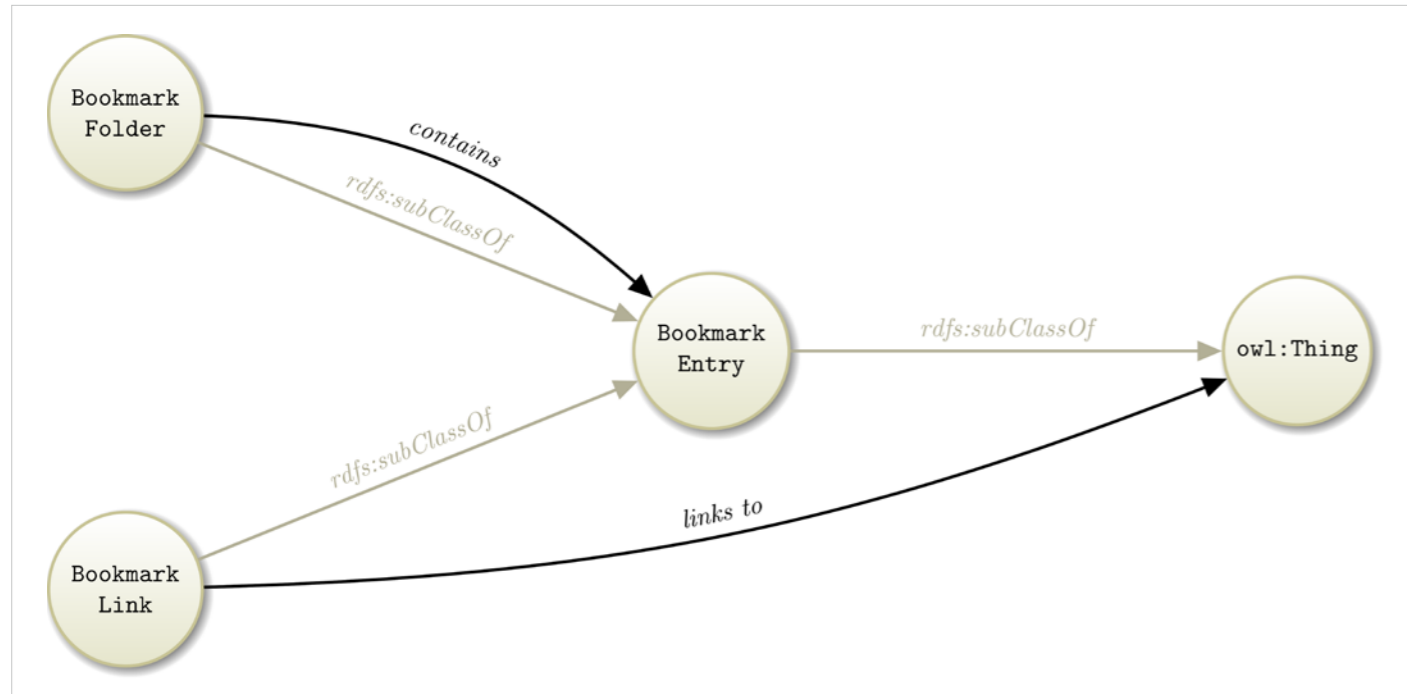 Bookmark
Folder
contains
rdfs:subClassOf
Bookmark
Entry
rdfs:subClassOf
owl:Thing
rdfs:subClassOf
links to
Bookmark
Link